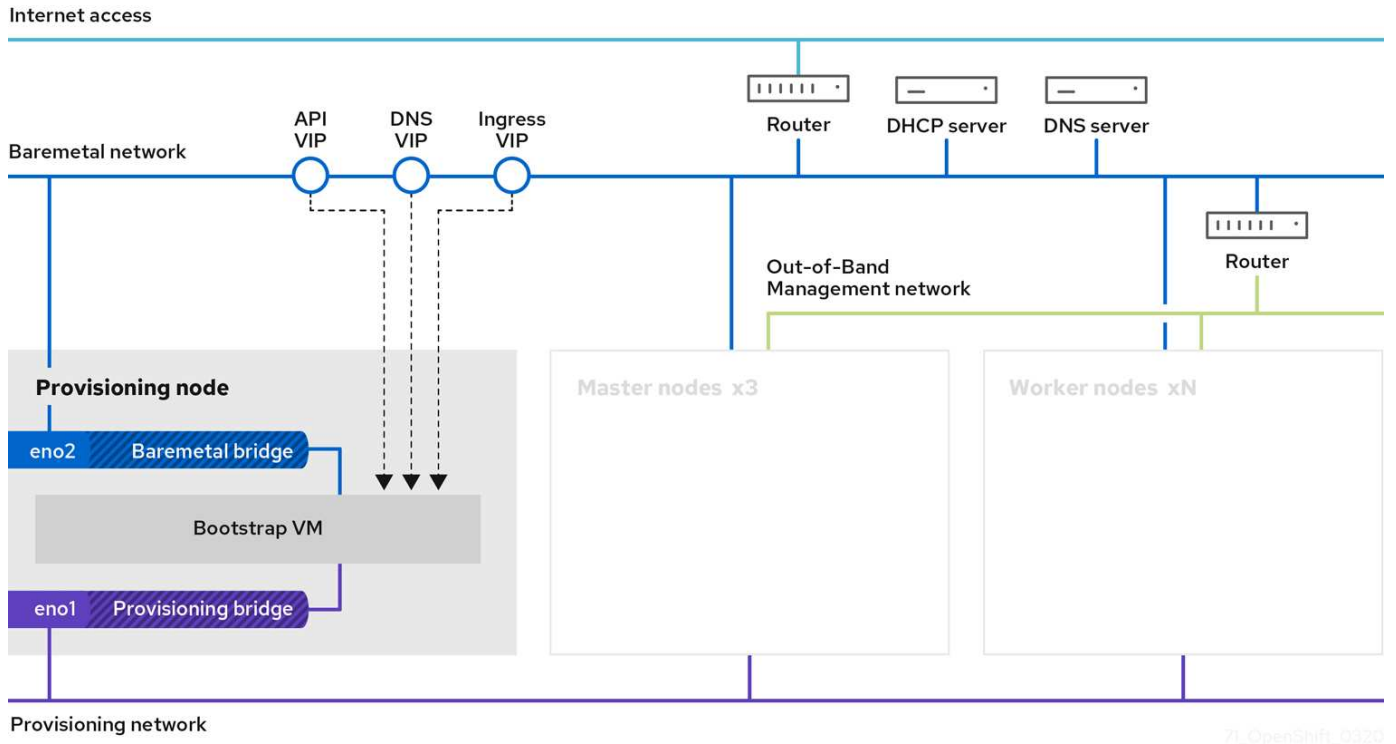 Internet access
API
VIP
DNS
VIP
Ingress
VIP
Router
DHCP server
DNS server
Baremetal network
Router
Out-of-Band
Management network
Provisioning node
Master nodes x3
Worker nodes xN
eno2
Baremetal bridge
Bootstrap VM
eno1
Provisioning bridge
Provisioning network
71_OpenShift_0320